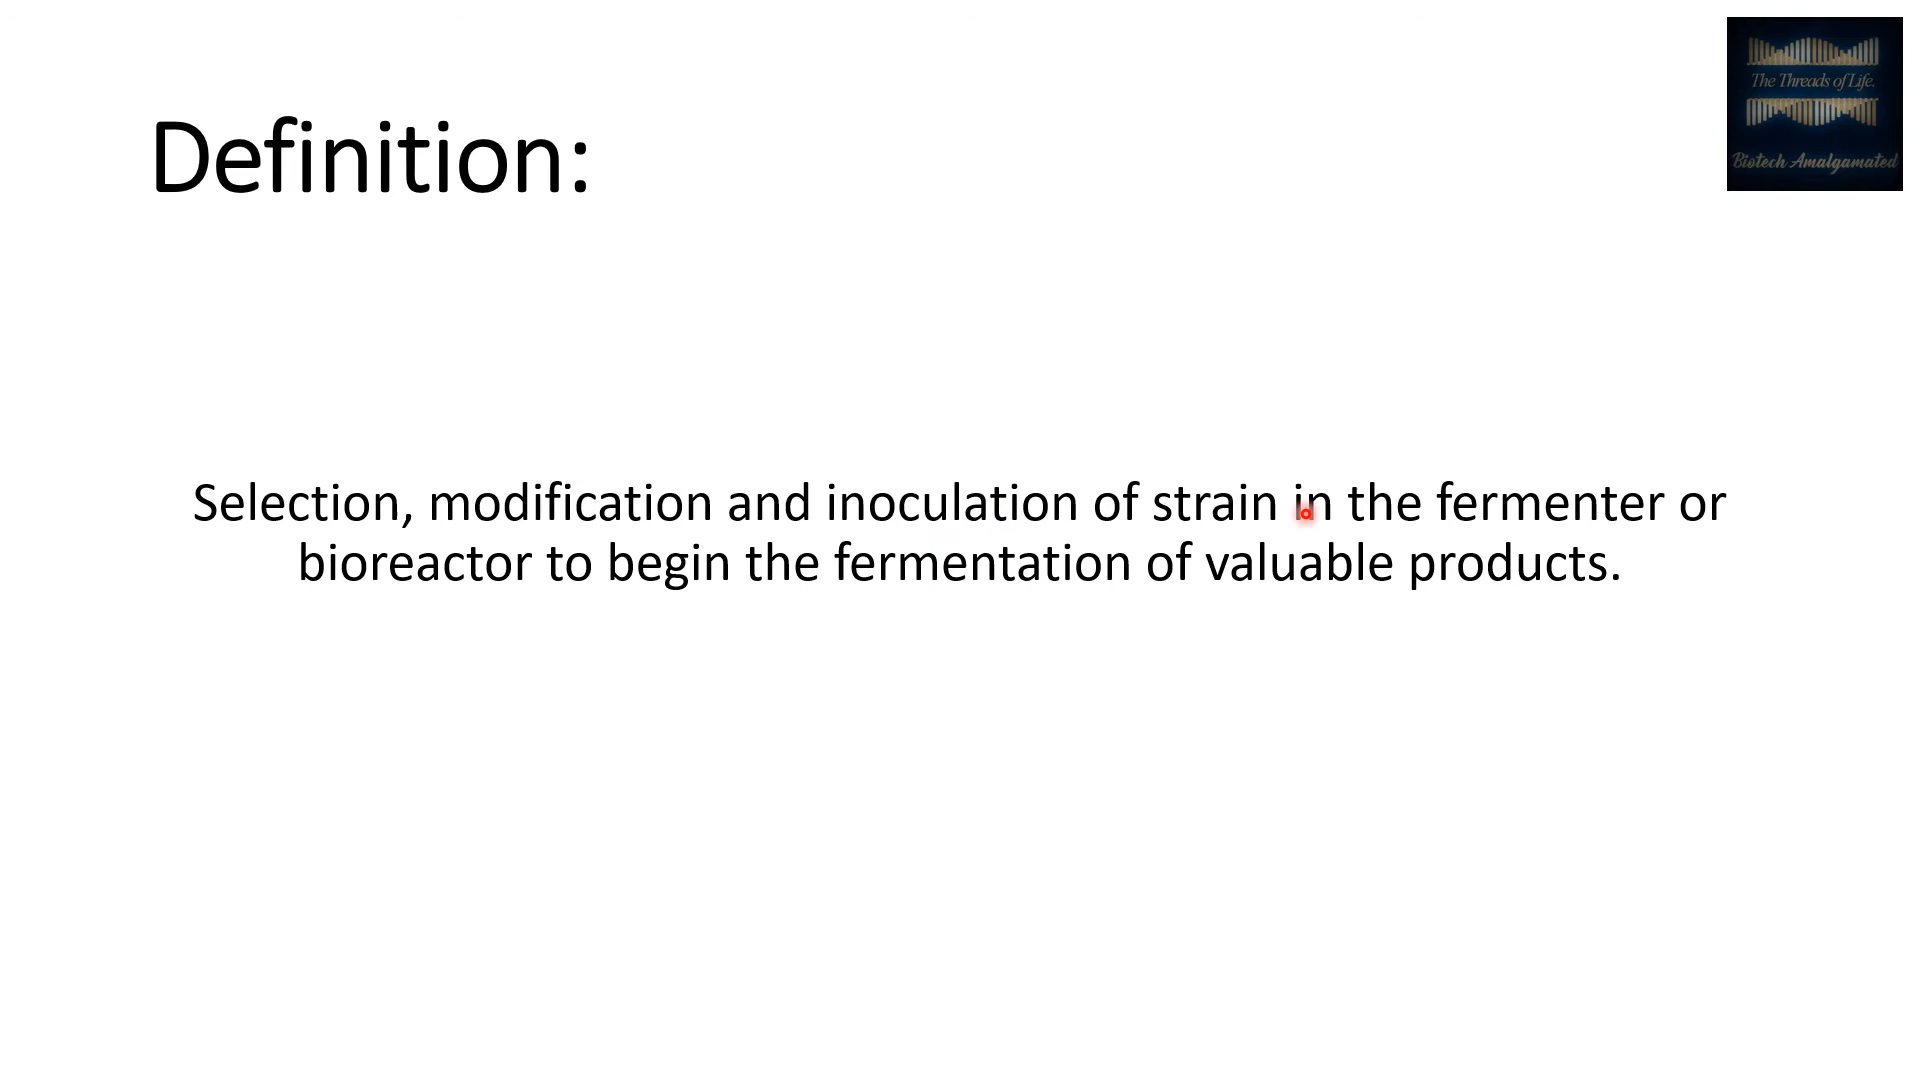 The Threads of Life.
Biotech Amalgamated
Definition:
Selection, modification and inoculation of strain in the fermenter or
bioreactor to begin the fermentation of valuable products.